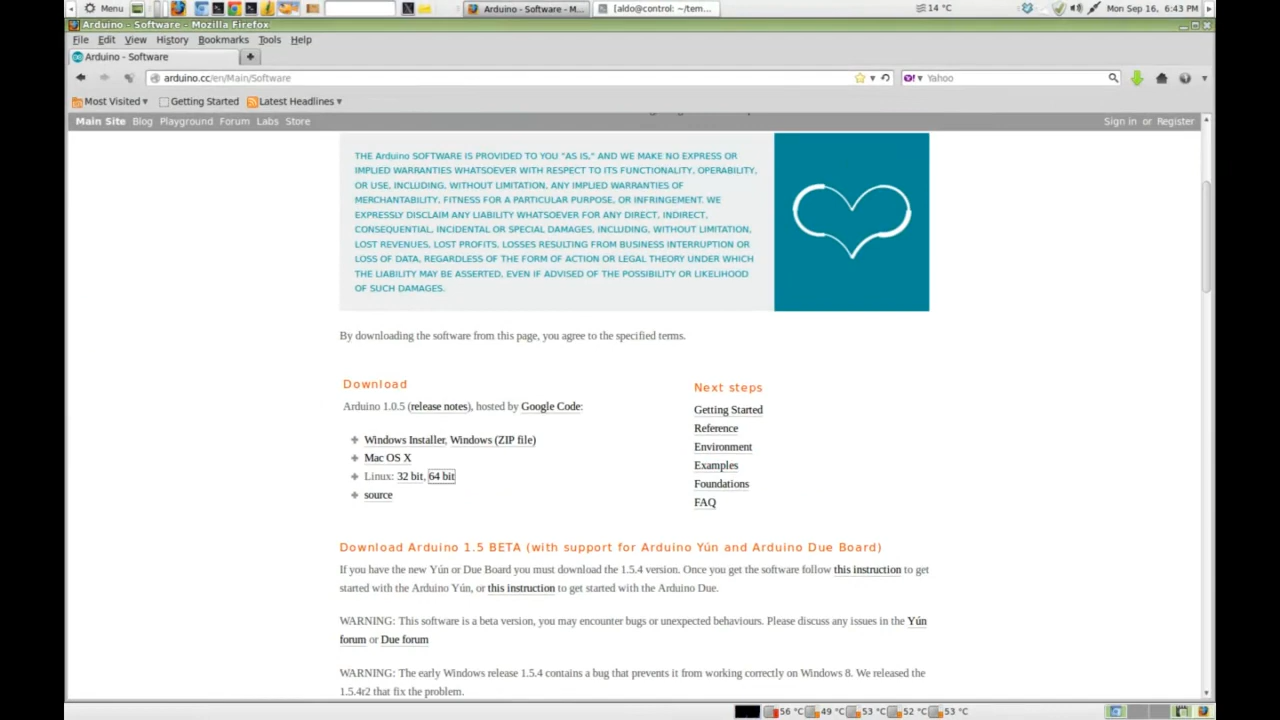 Menu
Arduino - Software - M...
[aldo@control: ~/tem...
14 °C
Mon Sep 16, 6:43 PM
Arduino - Software - Mozilla Firefox
File Edit View History Bookmarks Tools Help
Arduino - Software
arduino.cc/en/Main/Software
Yahoo
Most Visited
Getting Started
Latest Headlines
Main Site Blog Playground Forum Labs Store
Sign in or Register
THE Arduino SOFTWARE IS PROVIDED TO YOU "AS IS," AND WE MAKE NO EXPRESS OR
IMPLIED WARRANTIES WHATSOEVER WITH RESPECT TO ITS FUNCTIONALITY, OPERABILITY,
OR USE, INCLUDING, WITHOUT LIMITATION, ANY IMPLIED WARRANTIES OF
MERCHANTABILITY, FITNESS FOR A PARTICULAR PURPOSE, OR INFRINGEMENT. WE
EXPRESSLY DISCLAIM ANY LIABILITY WHATSOEVER FOR ANY DIRECT, INDIRECT,
CONSEQUENTIAL, INCIDENTAL OR SPECIAL DAMAGES, INCLUDING, WITHOUT LIMITATION,
LOST REVENUES, LOST PROFITS, LOSSES RESULTING FROM BUSINESS INTERRUPTION OR
LOSS OF DATA, REGARDLESS OF THE FORM OF ACTION OR LEGAL THEORY UNDER WHICH
THE LIABILITY MAY BE ASSERTED, EVEN IF ADVISED OF THE POSSIBILITY OR LIKELIHOOD
OF SUCH DAMAGES.
By downloading the software from this page, you agree to the specified terms.
Download
Arduino 1.0.5 (release notes), hosted by Google Code:
Windows Installer, Windows (ZIP file)
Mac OS X
Linux: 32 bit, 64 bit
source
Next steps
Getting Started
Reference
Environment
Examples
Foundations
FAQ
Download Arduino 1.5 BETA (with support for Arduino Yún and Arduino Due Board)
If you have the new Yún or Due Board you must download the 1.5.4 version. Once you get the software follow this instruction to get
started with the Arduino Yún, or this instruction to get started with the Arduino Due.
WARNING: This software is a beta version, you may encounter bugs or unexpected behaviours. Please discuss any issues in the Yún
forum or Due forum
WARNING: The early Windows release 1.5.4 contains a bug that prevents it from working correctly on Windows 8. We released the
1.5.4r2 that fix the problem.
56 °C 49 °C 53 °C 52 °C 53 °C